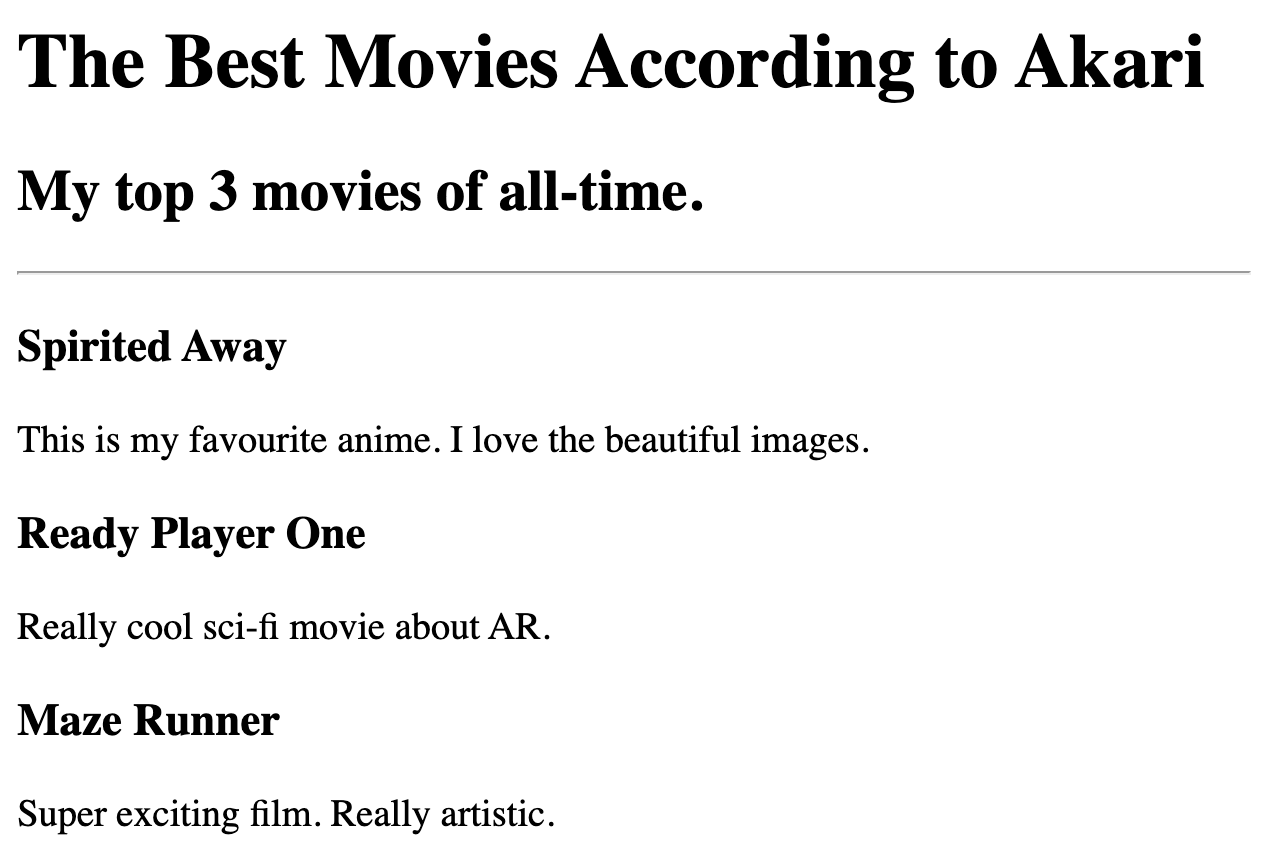 The Best Movies According to Akari
My top 3 movies of all-time.
Spirited Away
This is my favourite anime. I love the beautiful images.
Ready Player One
Really cool sci-fi movie about AR.
Maze Runner
Super exciting film. Really artistic.